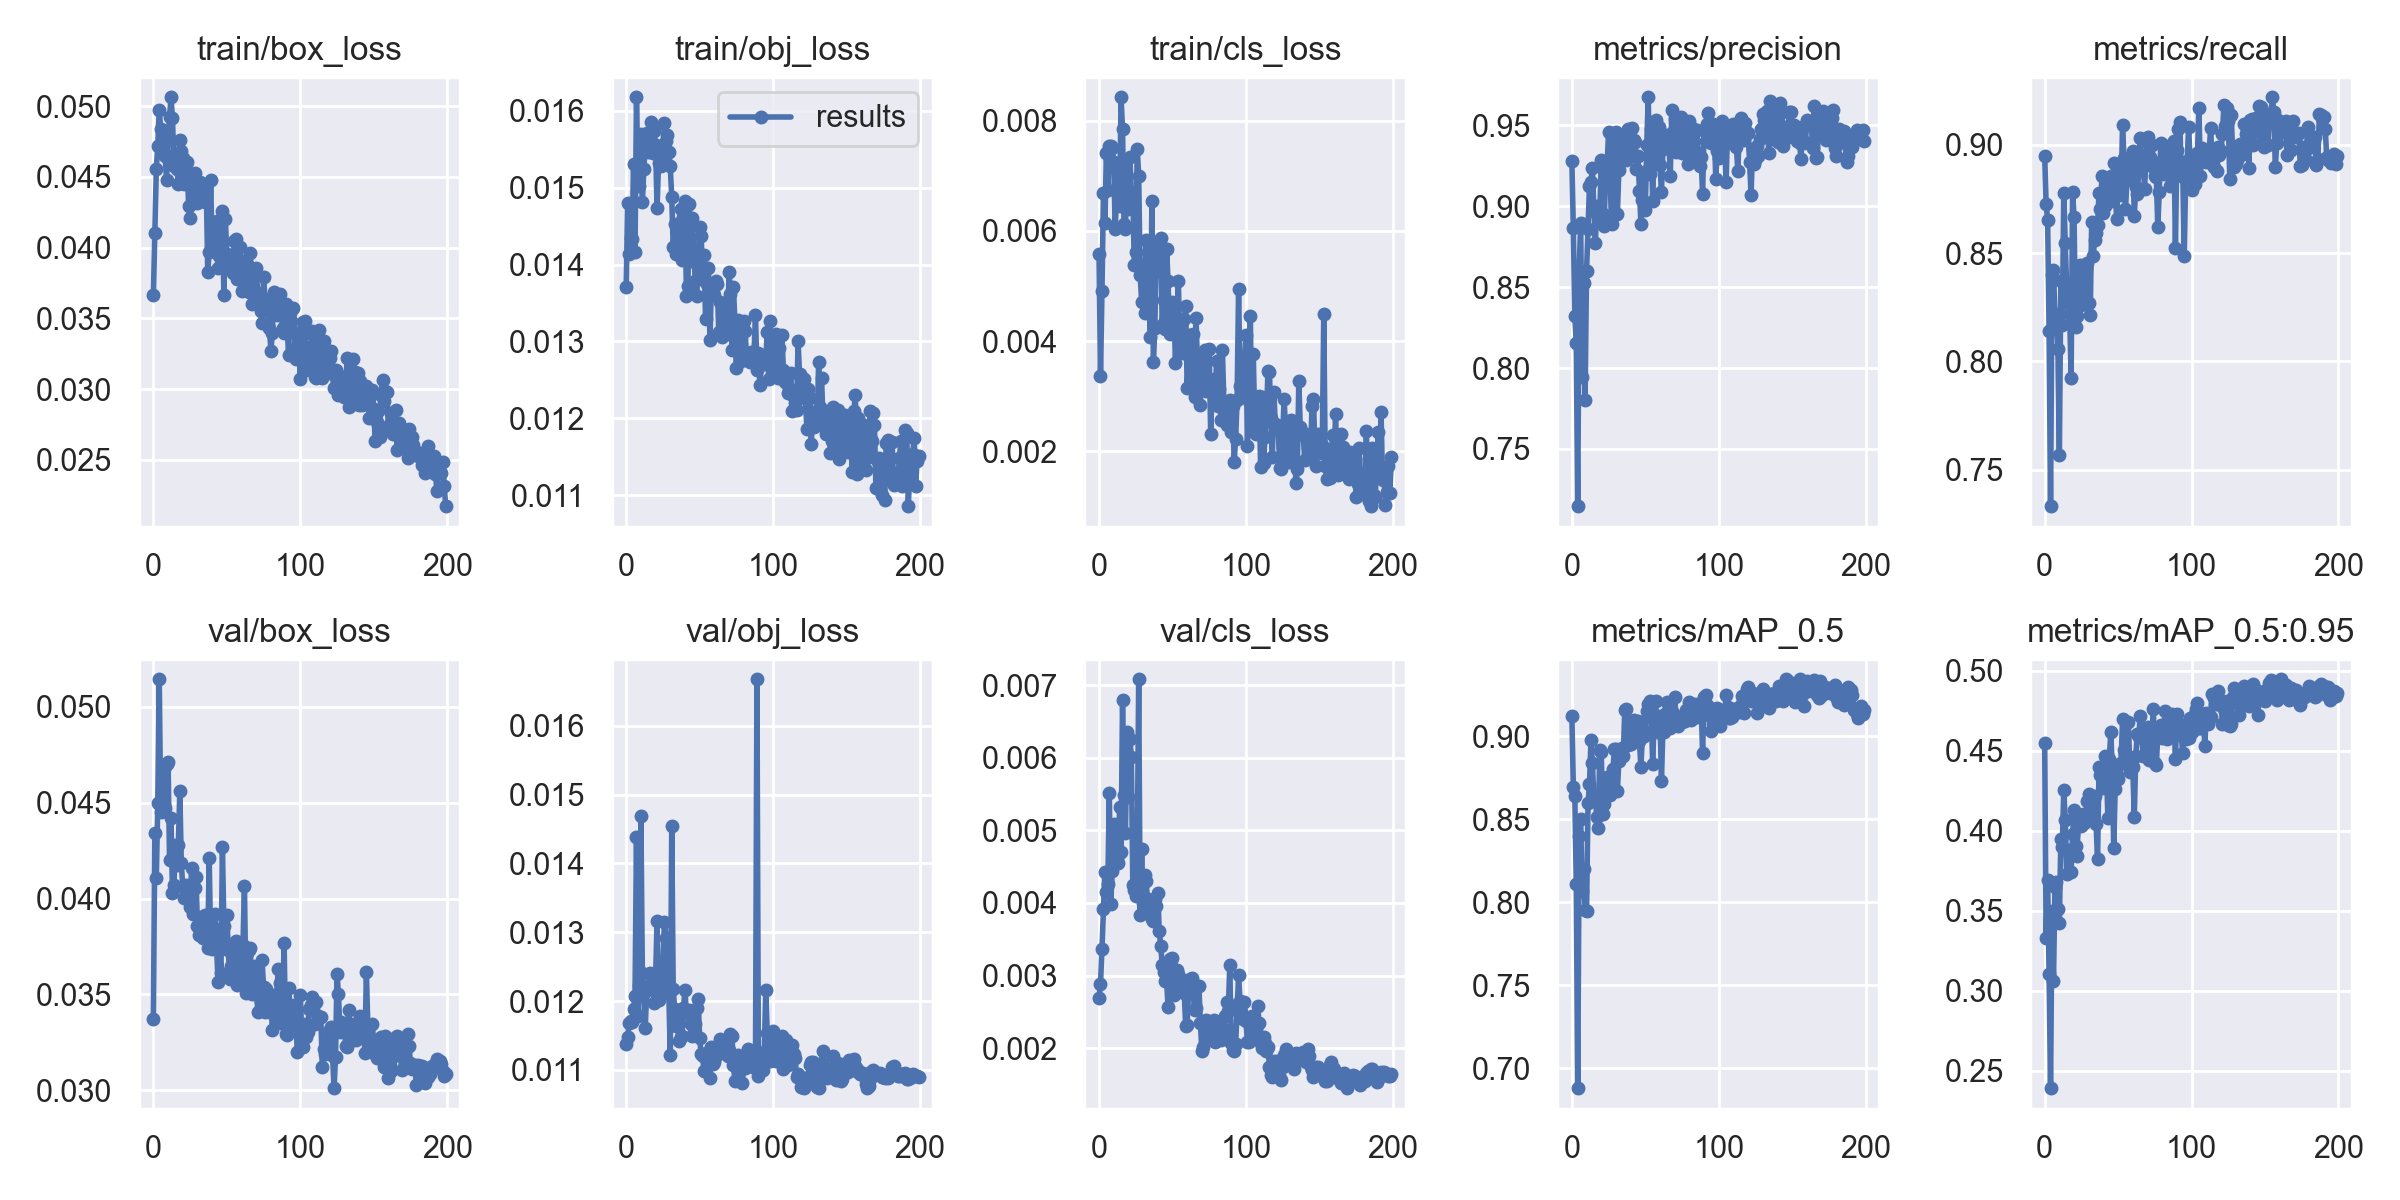 train/box_loss
0.050
0.045
0.040
0.035
0.030
0.025
0 100 200
train/obj_loss
results
0.016
0.015
0.014
0.013
0.012
0.011
0 100 200
train/cls_loss
0.008
0.006
0.004
0.002
0 100 200
metrics/precision
0.95
0.90
0.85
0.80
0.75
0 100 200
metrics/recall
0.90
0.85
0.80
0.75
0 100 200
val/box_loss
0.050
0.045
0.040
0.035
0.030
0 100 200
val/obj_loss
0.016
0.015
0.014
0.013
0.012
0.011
0 100 200
val/cls_loss
0.007
0.006
0.005
0.004
0.003
0.002
0 100 200
metrics/mAP_0.5
0.90
0.85
0.80
0.75
0.70
0 100 200
metrics/mAP_0.5:0.95
0.50
0.45
0.40
0.35
0.30
0.25
0 100 200